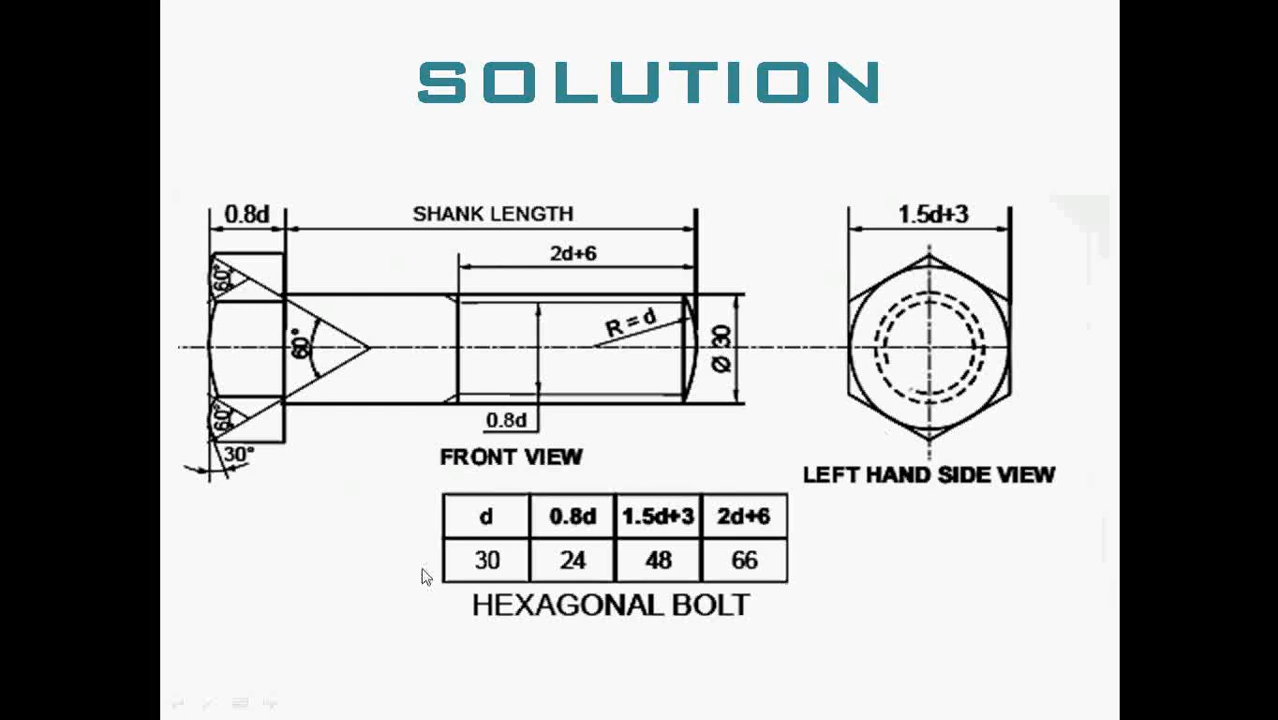 SOLUTION
0.8d
SHANK LENGTH
1.5d+3
2d+6
60°
R = d
60°
Ø 30
60°
0.8d
30°
FRONT VIEW
LEFT HAND SIDE VIEW
d 0.8d 1.5d+3 2d+6
30 24 48 66
HEXAGONAL BOLT